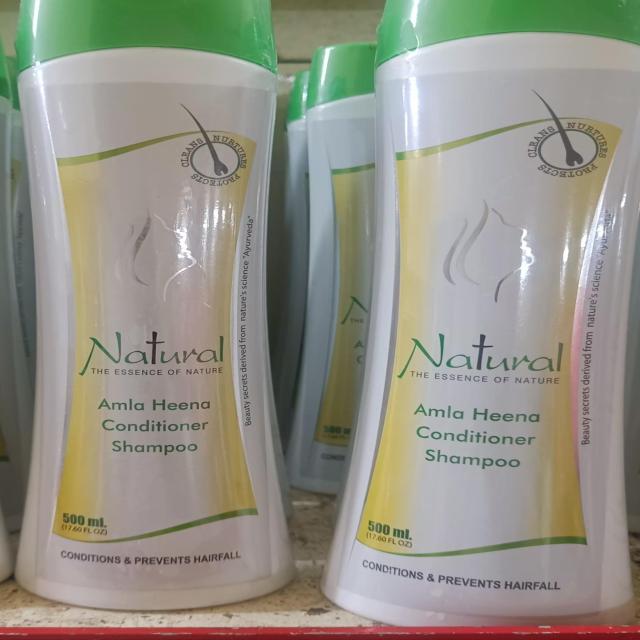 CLEANS NURTURES PROTECTS
Beauty secrets derived from nature's science "Ayurveda"
Natural
THE ESSENCE OF NATURE
Amla Heena
Conditioner
Shampoo
500 ml.
(17.60 FL OZ)
CONDITIONS & PREVENTS HAIRFALL
CLEANS NURTURES PROTECTS
Beauty secrets derived from nature's science "Ayurveda"
Natural
THE ESSENCE OF NATURE
Amla Heena
Conditioner
Shampoo
500 ml.
(17.60 FL OZ)
CONDITIONS & PREVENTS HAIRFALL